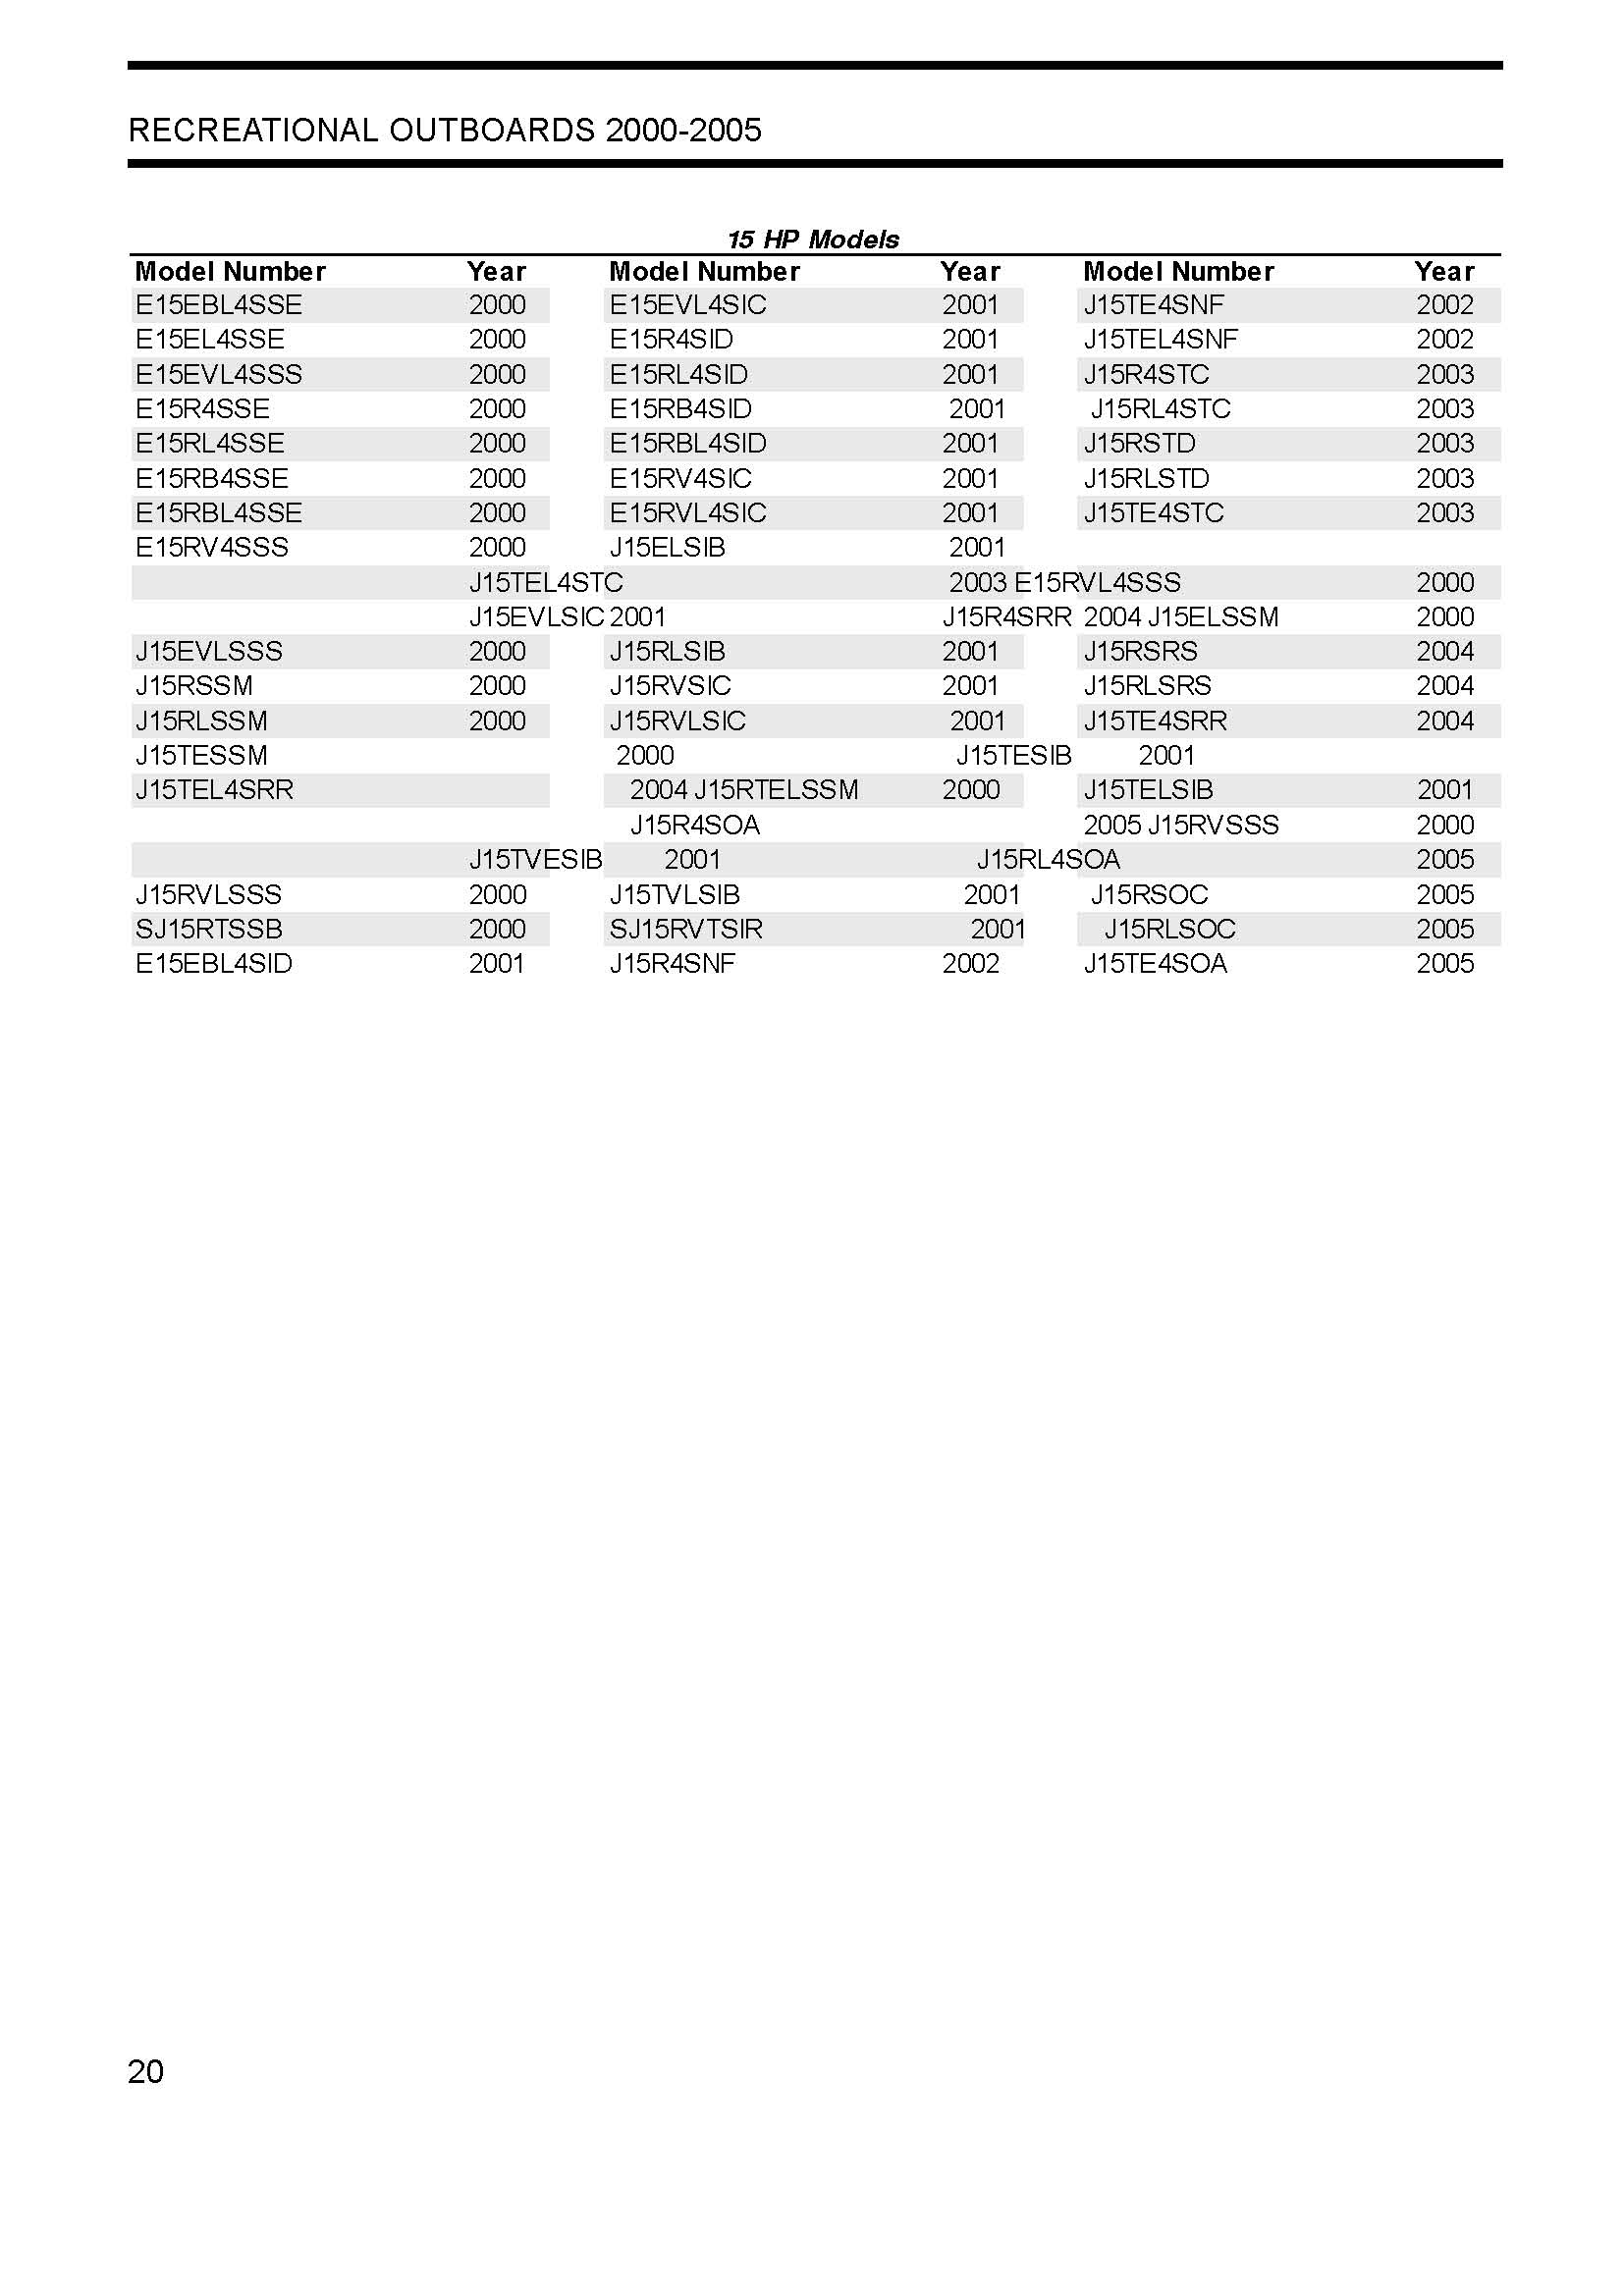 RECREATIONAL OUTBOARDS 2000-2005
15 HP Models
Model Number Year Model Number Year Model Number Year
E15EBL4SSE 2000 E15EVL4SIC 2001 J15TE4SNF 2002
E15EL4SSE 2000 E15R4SID 2001 J15TEL4SNF 2002
E15EVL4SSS 2000 E15RL4SID 2001 J15R4STC 2003
E15R4SSE 2000 E15RB4SID 2001 J15RL4STC 2003
E15RL4SSE 2000 E15RBL4SID 2001 J15RSTD 2003
E15RB4SSE 2000 E15RV4SIC 2001 J15RLSTD 2003
E15RBL4SSE 2000 E15RVL4SIC 2001 J15TE4STC 2003
E15RV4SSS 2000 J15ELSIB 2001
J15TEL4STC 2003 E15RVL4SSS 2000
J15EVLSIC 2001 J15R4SRR 2004 J15ELSSM 2000
J15EVLSSS 2000 J15RLSIB 2001 J15RSRS 2004
J15RSSM 2000 J15RVSIC 2001 J15RLSRS 2004
J15RLSSM 2000 J15RVLSIC 2001 J15TE4SRR 2004
J15TESSM 2000 J15TESIB 2001
J15TEL4SRR 2004 J15RTELSSM 2000 J15TELSIB 2001
J15R4SOA 2005 J15RVSSS 2000
J15TVESIB 2001 J15RL4SOA 2005
J15RVLSSS 2000 J15TVLSIB 2001 J15RSOC 2005
SJ15RTSSB 2000 SJ15RVTSIR 2001 J15RLSOC 2005
E15EBL4SID 2001 J15R4SNF 2002 J15TE4SOA 2005
20